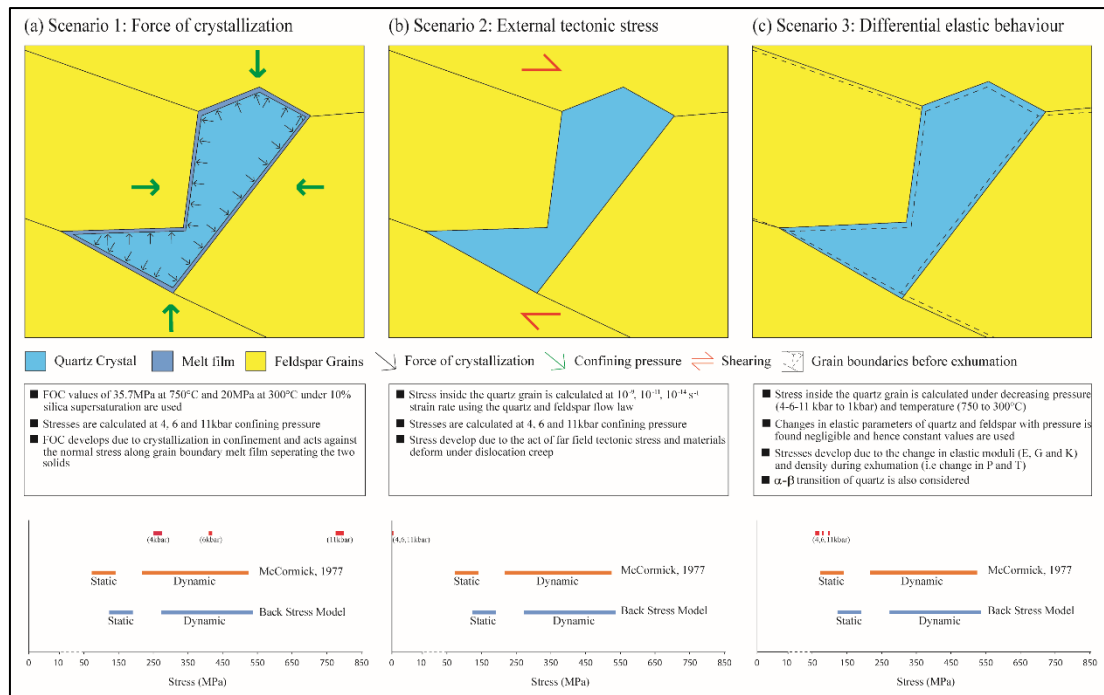 (a) Scenario 1: Force of crystallization
(b) Scenario 2: External tectonic stress
(c) Scenario 3: Differential elastic behaviour
Quartz Crystal
Melt film
Feldspar Grains
Force of crystallization
Confining pressure
Shearing
Grain boundaries before exhumation
■ FOC values of 35.7MPa at 750°C and 20MPa at 300°C under 10%
silica supersaturation are used
■ Stresses are calculated at 4, 6 and 11kbar confining pressure
■ FOC develops due to crystallization in confinement and acts against
the normal stress along grain boundary melt film seperating the two
solids
■ Stress inside the quartz grain is calculated at 10⁻⁹, 10⁻¹¹, 10⁻¹⁴ s⁻¹
strain rate using the quartz and feldspar flow law
■ Stresses are calculated at 4, 6 and 11kbar confining pressure
■ Stress develop due to the act of far field tectonic stress and materials
deform under dislocation creep
■ Stress inside the quartz grain is calculated under decreasing pressure
(4-6-11 kbar to 1kbar) and temperature (750 to 300°C)
■ Changes in elastic parameters of quartz and feldspar with pressure is
found negligible and hence constant values are used
■ Stresses develop due to the change in elastic moduli (E, G and K)
and density during exhumation (i.e change in P and T)
■ α-β transition of quartz is also considered
(4kbar)
(6kbar)
(11kbar)
Static
Dynamic
McCormick, 1977
Static
Dynamic
Back Stress Model
0 10 50 150 250 350 450 550 650 750 850
Stress (MPa)
(4,6,11kbar)
Static
Dynamic
McCormick, 1977
Static
Dynamic
Back Stress Model
0 10 50 150 250 350 450 550 650 750 850
Stress (MPa)
(4,6,11kbar)
Static
Dynamic
McCormick, 1977
Static
Dynamic
Back Stress Model
0 10 50 150 250 350 450 550 650 750 850
Stress (MPa)